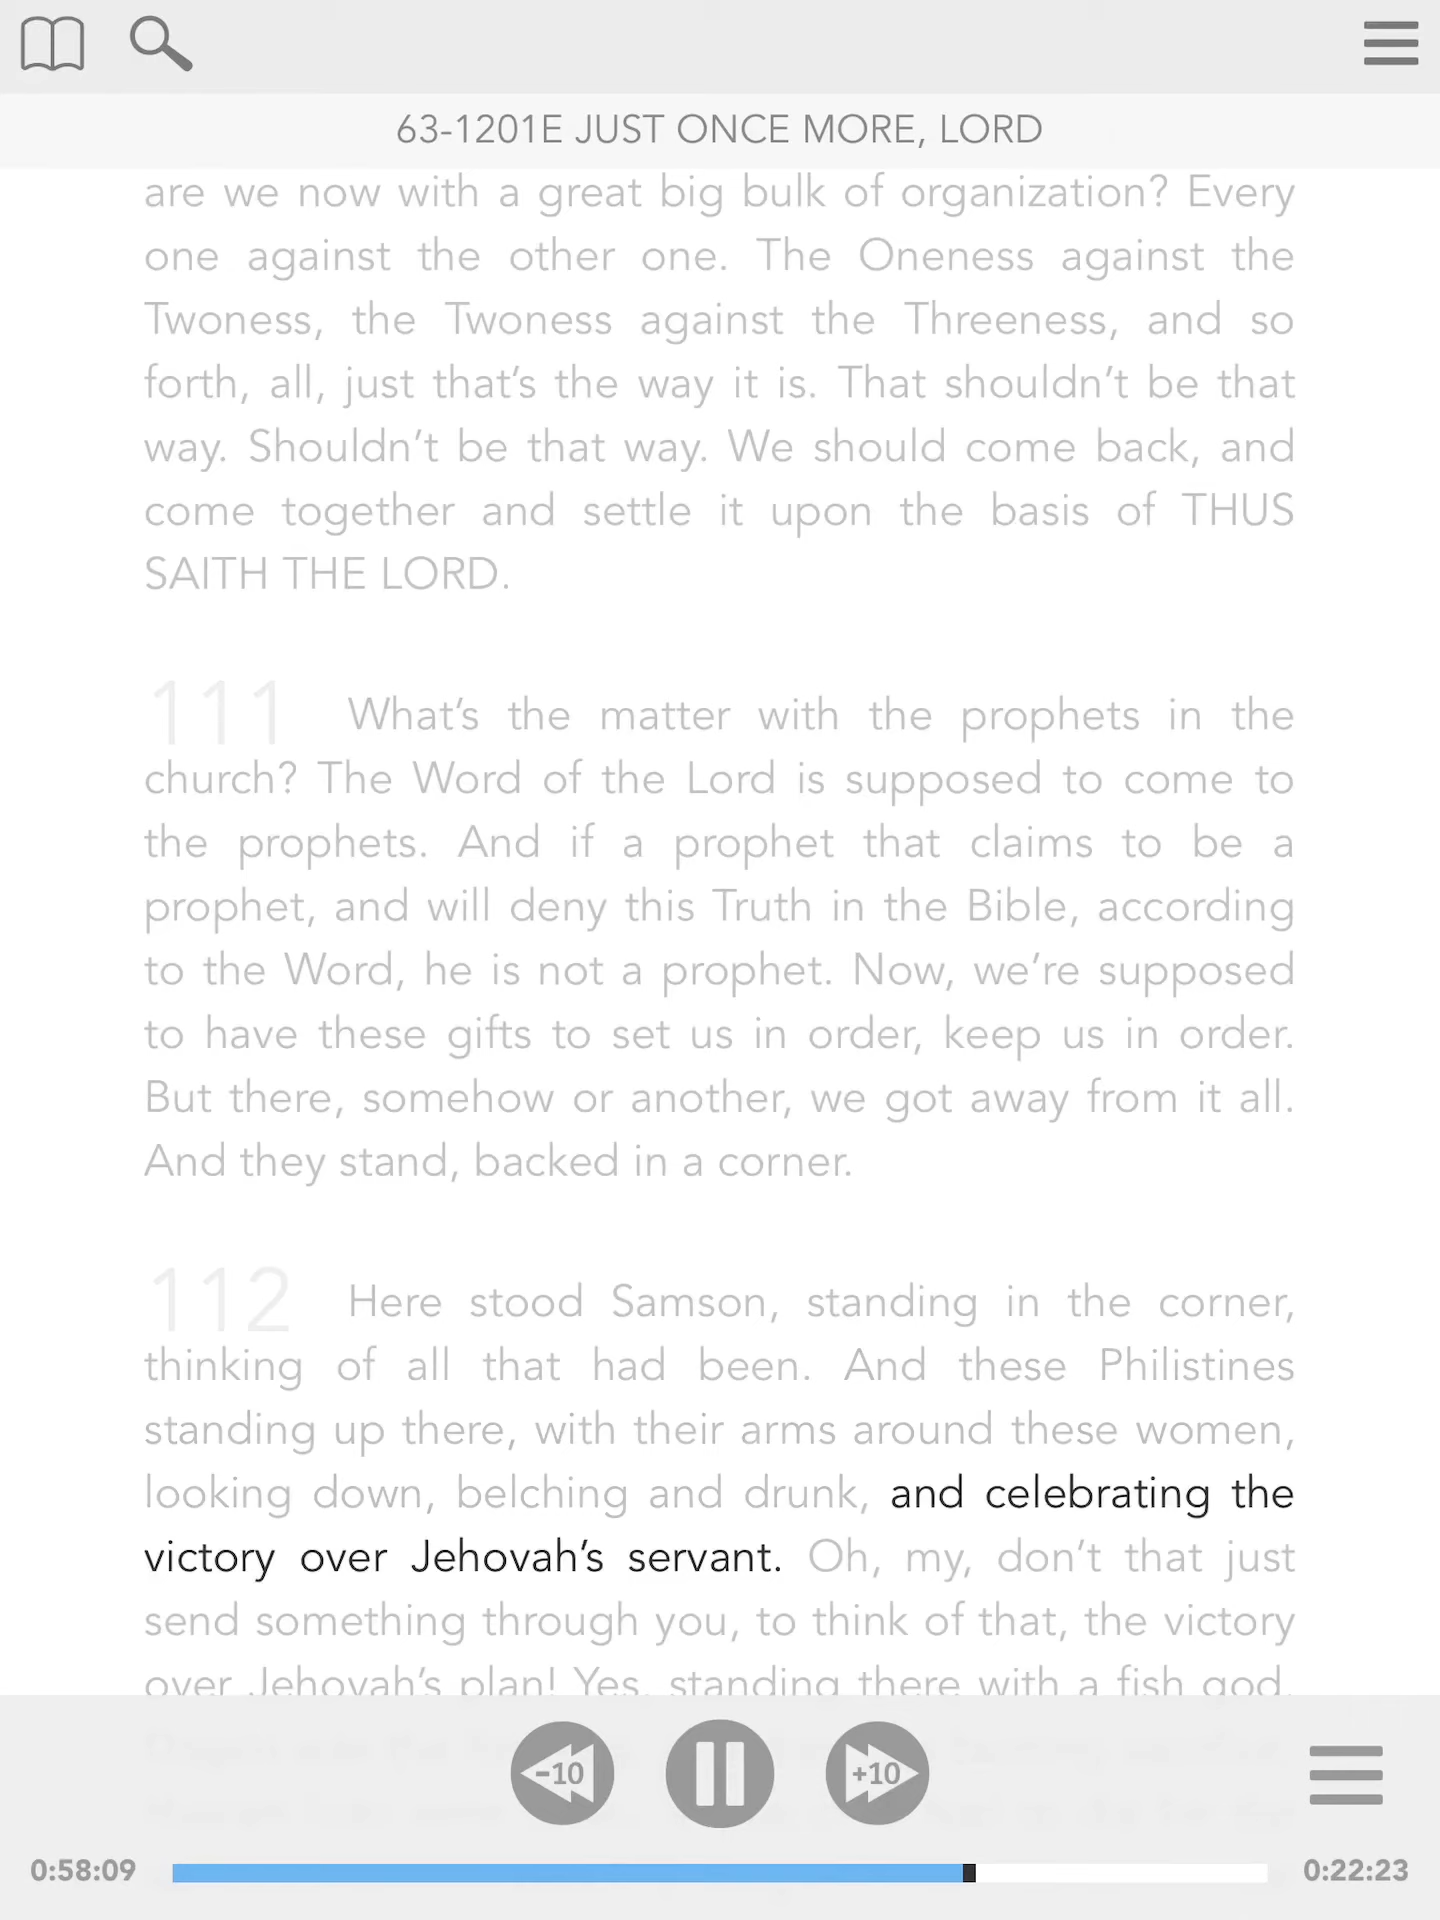 63-1201E JUST ONCE MORE, LORD
are we now with a great big bulk of organization? Every
one against the other one. The Oneness against the
Twoness, the Twoness against the Threeness, and so
forth, all, just that’s the way it is. That shouldn’t be that
way. Shouldn’t be that way. We should come back, and
come together and settle it upon the basis of THUS
SAITH THE LORD.
111 What’s the matter with the prophets in the
church? The Word of the Lord is supposed to come to
the prophets. And if a prophet that claims to be a
prophet, and will deny this Truth in the Bible, according
to the Word, he is not a prophet. Now, we’re supposed
to have these gifts to set us in order, keep us in order.
But there, somehow or another, we got away from it all.
And they stand, backed in a corner.
112 Here stood Samson, standing in the corner,
thinking of all that had been. And these Philistines
standing up there, with their arms around these women,
looking down, belching and drunk, and celebrating the
victory over Jehovah’s servant. Oh, my, don’t that just
send something through you, to think of that, the victory
over Jehovah’s plan! Yes, standing there with a fish god,
-10 +10
0:58:09 0:22:23